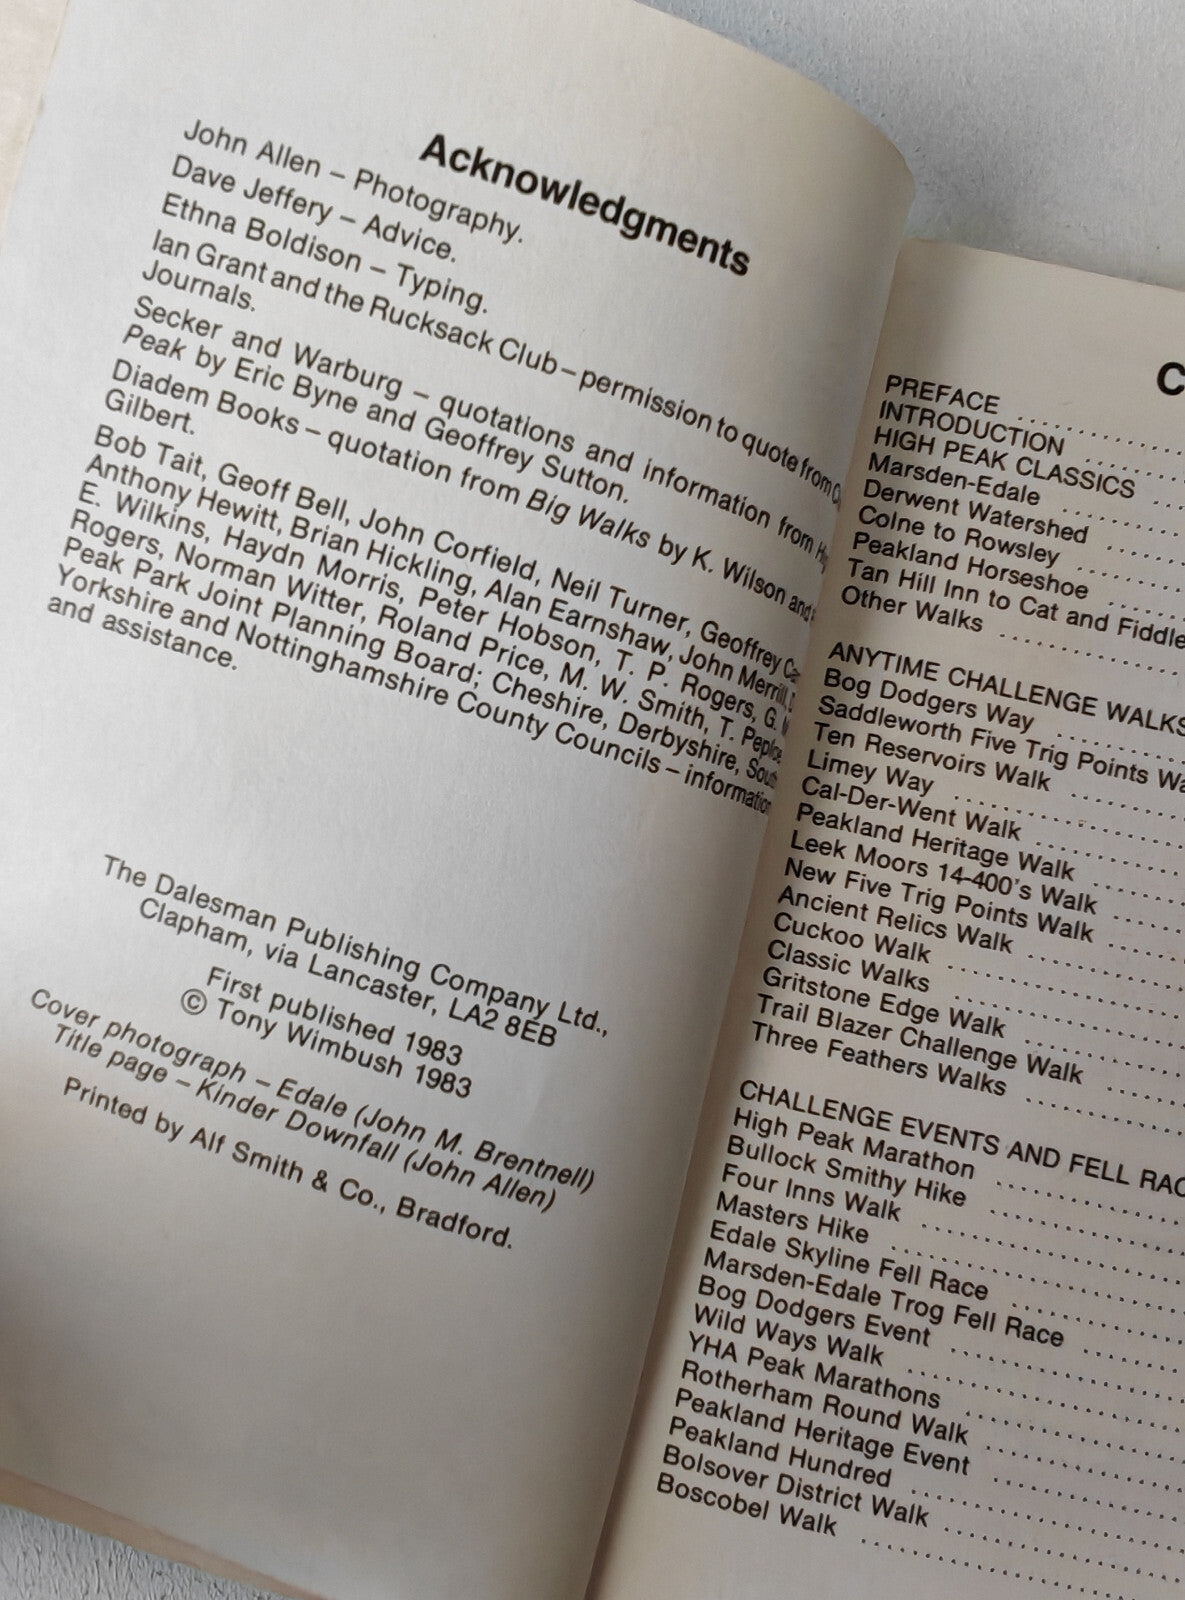 Acknowledgments
John Allen – Photography.
Dave Jeffery – Advice.
Ethna Boldison – Typing.
Ian Grant and the Rucksack Club – permission to quote from
Journals.
Secker and Warburg – quotations and information from
Peak by Eric Byne and Geoffrey Sutton.
Diadem Books – quotation from Big Walks by K. Wilson and
Gilbert.
Bob Tait, Geoff Bell, John Corfield, Neil Turner, Geoffrey
Anthony Hewitt, Brian Hickling, Alan Earnshaw, John Merrill,
E. Wilkins, Haydn Morris, Peter Hobson, T. P. Rogers, G.
Rogers, Norman Witter, Roland Price, M. W. Smith, T.
Peak Park Joint Planning Board; Cheshire, Derbyshire, South
Yorkshire and Nottinghamshire County Councils – information
and assistance.
The Dalesman Publishing Company Ltd.,
Clapham, via Lancaster, LA2 8EB
First published 1983
© Tony Wimbush 1983
Cover photograph – Edale (John M. Brentnell)
Title page – Kinder Downfall (John Allen)
Printed by Alf Smith & Co., Bradford.
C
PREFACE
INTRODUCTION
HIGH PEAK CLASSICS
Marsden-Edale
Derwent Watershed
Colne to Rowsley
Peakland Horseshoe
Tan Hill Inn to Cat and Fiddle
Other Walks
ANYTIME CHALLENGE WALKS
Bog Dodgers Way
Saddleworth Five Trig Points Wa
Ten Reservoirs Walk
Limey Way
Cal-Der-Went Walk
Peakland Heritage Walk
Leek Moors 14-400's Walk
New Five Trig Points Walk
Ancient Relics Walk
Cuckoo Walk
Classic Walks
Gritstone Edge Walk
Trail Blazer Challenge Walk
Three Feathers Walks
CHALLENGE EVENTS AND FELL RAC
High Peak Marathon
Bullock Smithy Hike
Four Inns Walk
Masters Hike
Edale Skyline Fell Race
Marsden-Edale Trog Fell Race
Bog Dodgers Event
Wild Ways Walk
YHA Peak Marathons
Rotherham Round Walk
Peakland Heritage Event
Peakland Hundred
Bolsover District Walk
Boscobel Walk